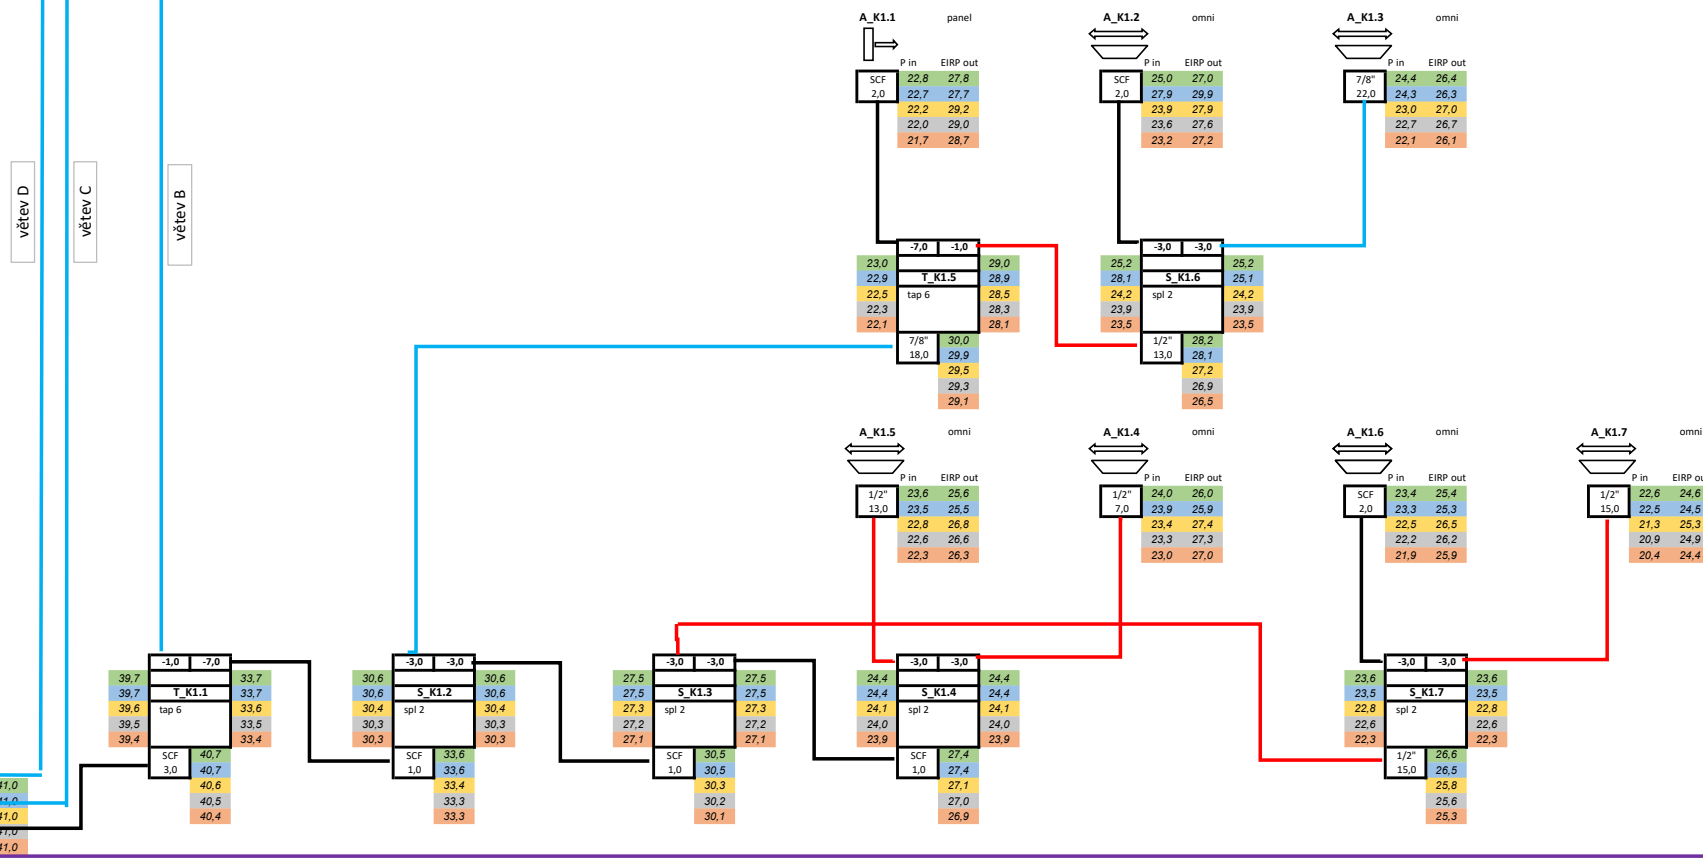 A_K1.1 panel
P in EIRP out
SCF 22,8 27,8
2,0 22,7 27,7
22,2 29,2
22,0 29,0
21,7 28,7
A_K1.2 omni
P in EIRP out
SCF 25,0 27,0
2,0 27,9 29,9
23,9 27,9
23,6 27,6
23,2 27,2
A_K1.3 omni
P in EIRP out
7/8" 24,4 26,4
22,0 24,3 26,3
23,0 27,0
22,7 26,7
22,1 26,1
větev D
větev C
větev B
-7,0 -1,0
23,0 29,0
22,9 T_K1.5 28,9
22,5 tap 6 28,5
22,3 28,3
22,1 28,1
7/8" 30,0
18,0 29,9
29,5
29,3
29,1
-3,0 -3,0
25,2 25,2
28,1 S_K1.6 25,1
24,2 spl 2 24,2
23,9 23,9
23,5 23,5
1/2" 28,2
13,0 28,1
27,2
26,9
26,5
A_K1.5 omni
P in EIRP out
1/2" 23,6 25,6
13,0 23,5 25,5
22,8 26,8
22,6 26,6
22,3 26,3
A_K1.4 omni
P in EIRP out
1/2" 24,0 26,0
7,0 23,9 25,9
23,4 27,4
23,3 27,3
23,0 27,0
A_K1.6 omni
P in EIRP out
SCF 23,4 25,4
2,0 23,3 25,3
22,5 26,5
22,2 26,2
21,9 25,9
A_K1.7 omni
P in EIRP ou
1/2" 22,6 24,6
15,0 22,5 24,5
21,3 25,3
20,9 24,9
20,4 24,4
-1,0 -7,0
39,7 33,7
39,7 T_K1.1 33,7
39,6 tap 6 33,6
39,5 33,5
39,4 33,4
SCF 40,7
3,0 40,7
40,6
40,5
40,4
-3,0 -3,0
30,6 30,6
30,6 S_K1.2 30,6
30,4 spl 2 30,4
30,3 30,3
30,3 30,3
SCF 33,6
1,0 33,6
33,4
33,3
33,3
-3,0 -3,0
27,5 27,5
27,5 S_K1.3 27,5
27,3 spl 2 27,3
27,2 27,2
27,1 27,1
SCF 30,5
1,0 30,5
30,3
30,2
30,1
-3,0 -3,0
24,4 24,4
24,4 S_K1.4 24,4
24,1 spl 2 24,1
24,0 24,0
23,9 23,9
SCF 27,4
1,0 27,4
27,1
27,0
26,9
-3,0 -3,0
23,6 23,6
23,5 S_K1.7 23,5
22,8 spl 2 22,8
22,6 22,6
22,3 22,3
1/2" 26,6
15,0 26,5
25,8
25,6
25,3
41,0
41,0
41,0
41,0
41,0